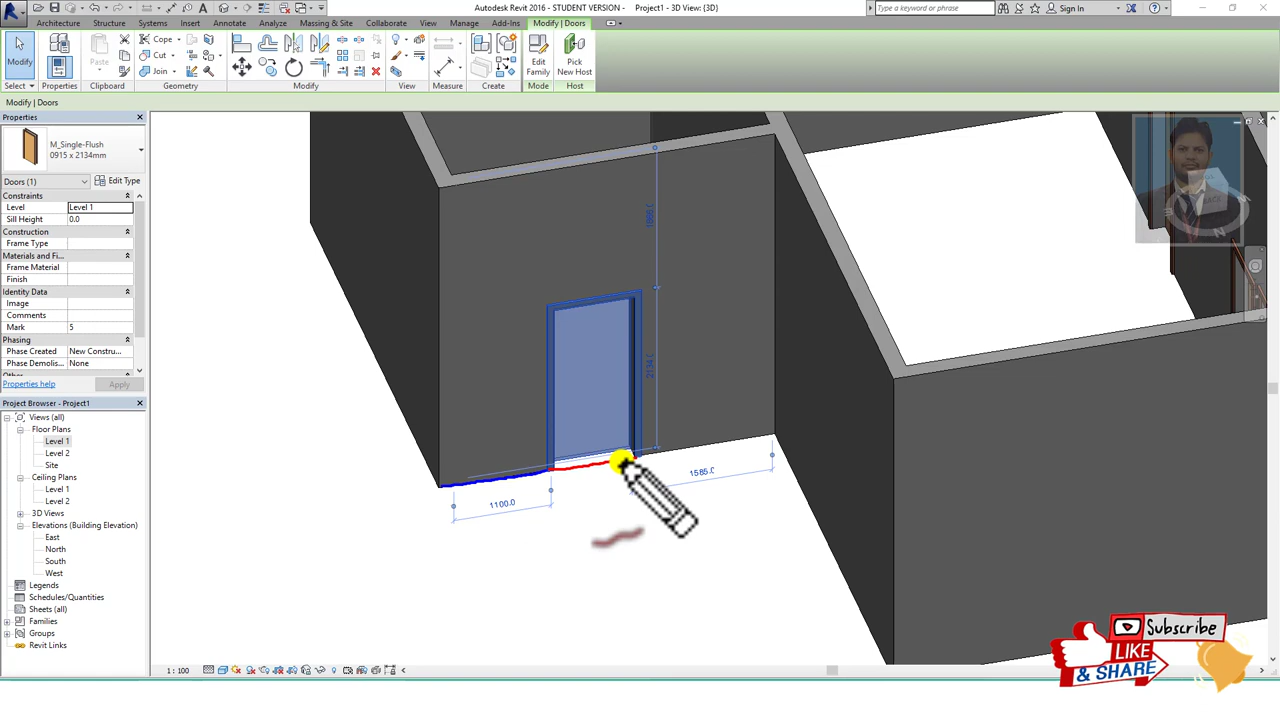 Autodesk Revit 2016 - STUDENT VERSION - Project1 - 3D View: {3D}
Type a keyword or phrase
Sign In
Architecture Structure Systems Insert Annotate Analyze Massing & Site Collaborate View Manage Add-Ins Modify | Doors
Modify
Paste
Cope
Cut
Join
Edit Family
Pick New Host
Select Properties Clipboard Geometry Modify View Measure Create Mode Host
Modify | Doors
Properties
M_Single-Flush
0915 x 2134mm
Doors (1) Edit Type
Constraints
Level Level 1
Sill Height 0.0
Construction
Frame Type
Materials and Fi...
Frame Material
Finish
Identity Data
Image
Comments
Mark 5
Phasing
Phase Created New Constru...
Phase Demolis... None
Properties help Apply
Project Browser - Project1
Views (all)
Floor Plans
Level 1
Level 2
Site
Ceiling Plans
Level 1
Level 2
3D Views
Elevations (Building Elevation)
East
North
South
West
Legends
Schedules/Quantities
Sheets (all)
Families
Groups
Revit Links
2134.0
1100.0
1585.0
1 : 100
Subscribe
LIKE
& SHARE